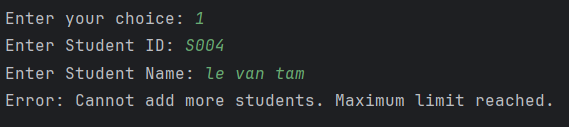 Enter your choice: 1
Enter Student ID: S004
Enter Student Name: le van tam
Error: Cannot add more students. Maximum limit reached.